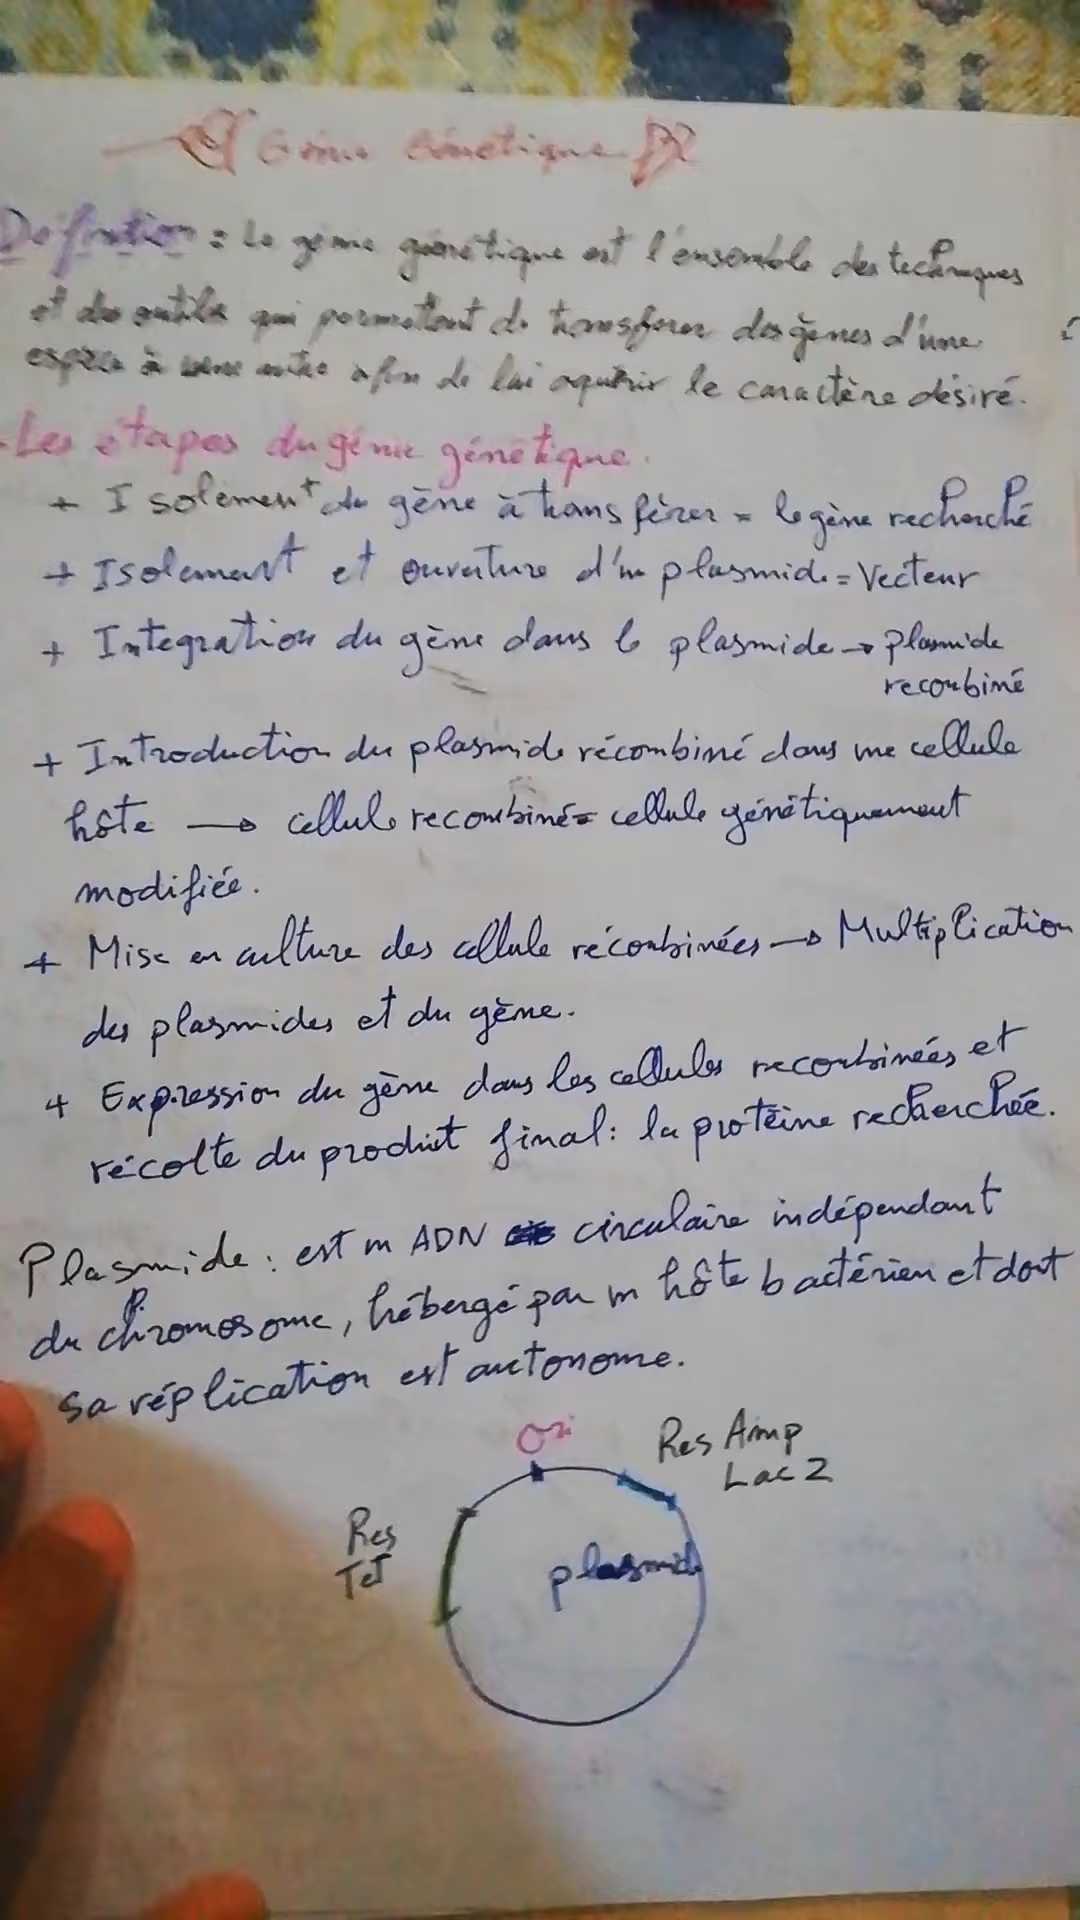 Génie Génétique
Définition : Le génie génétique est l'ensemble des techniques
et des outils qui permettant de transférer des gènes d'une
espèce à une autre afin de lui aquérir le caractère désiré.
Les étapes du génie génétique.
+ Isolement du gène à transférer = le gène recherché
+ Isolement et ouverture d'un plasmide = Vecteur
+ Integration du gène dans le plasmide → plasmide
recombiné
+ Introduction du plasmide récombiné dans une cellule
hôte → cellule recombiné = cellule génétiquement
modifiée.
+ Mise en culture des cellule récombinées → Multiplication
des plasmides et du gène.
+ Expression du gène dans les cellules recombinées et
récolte du produit final : la protéine recherchée.
Plasmide : est un ADN circulaire indépendant
du chromosome, hébergé par un hôte bactérien et dont
sa réplication est autonome.
Ori
Res Amp
Lac Z
Res
Tet
plasmide